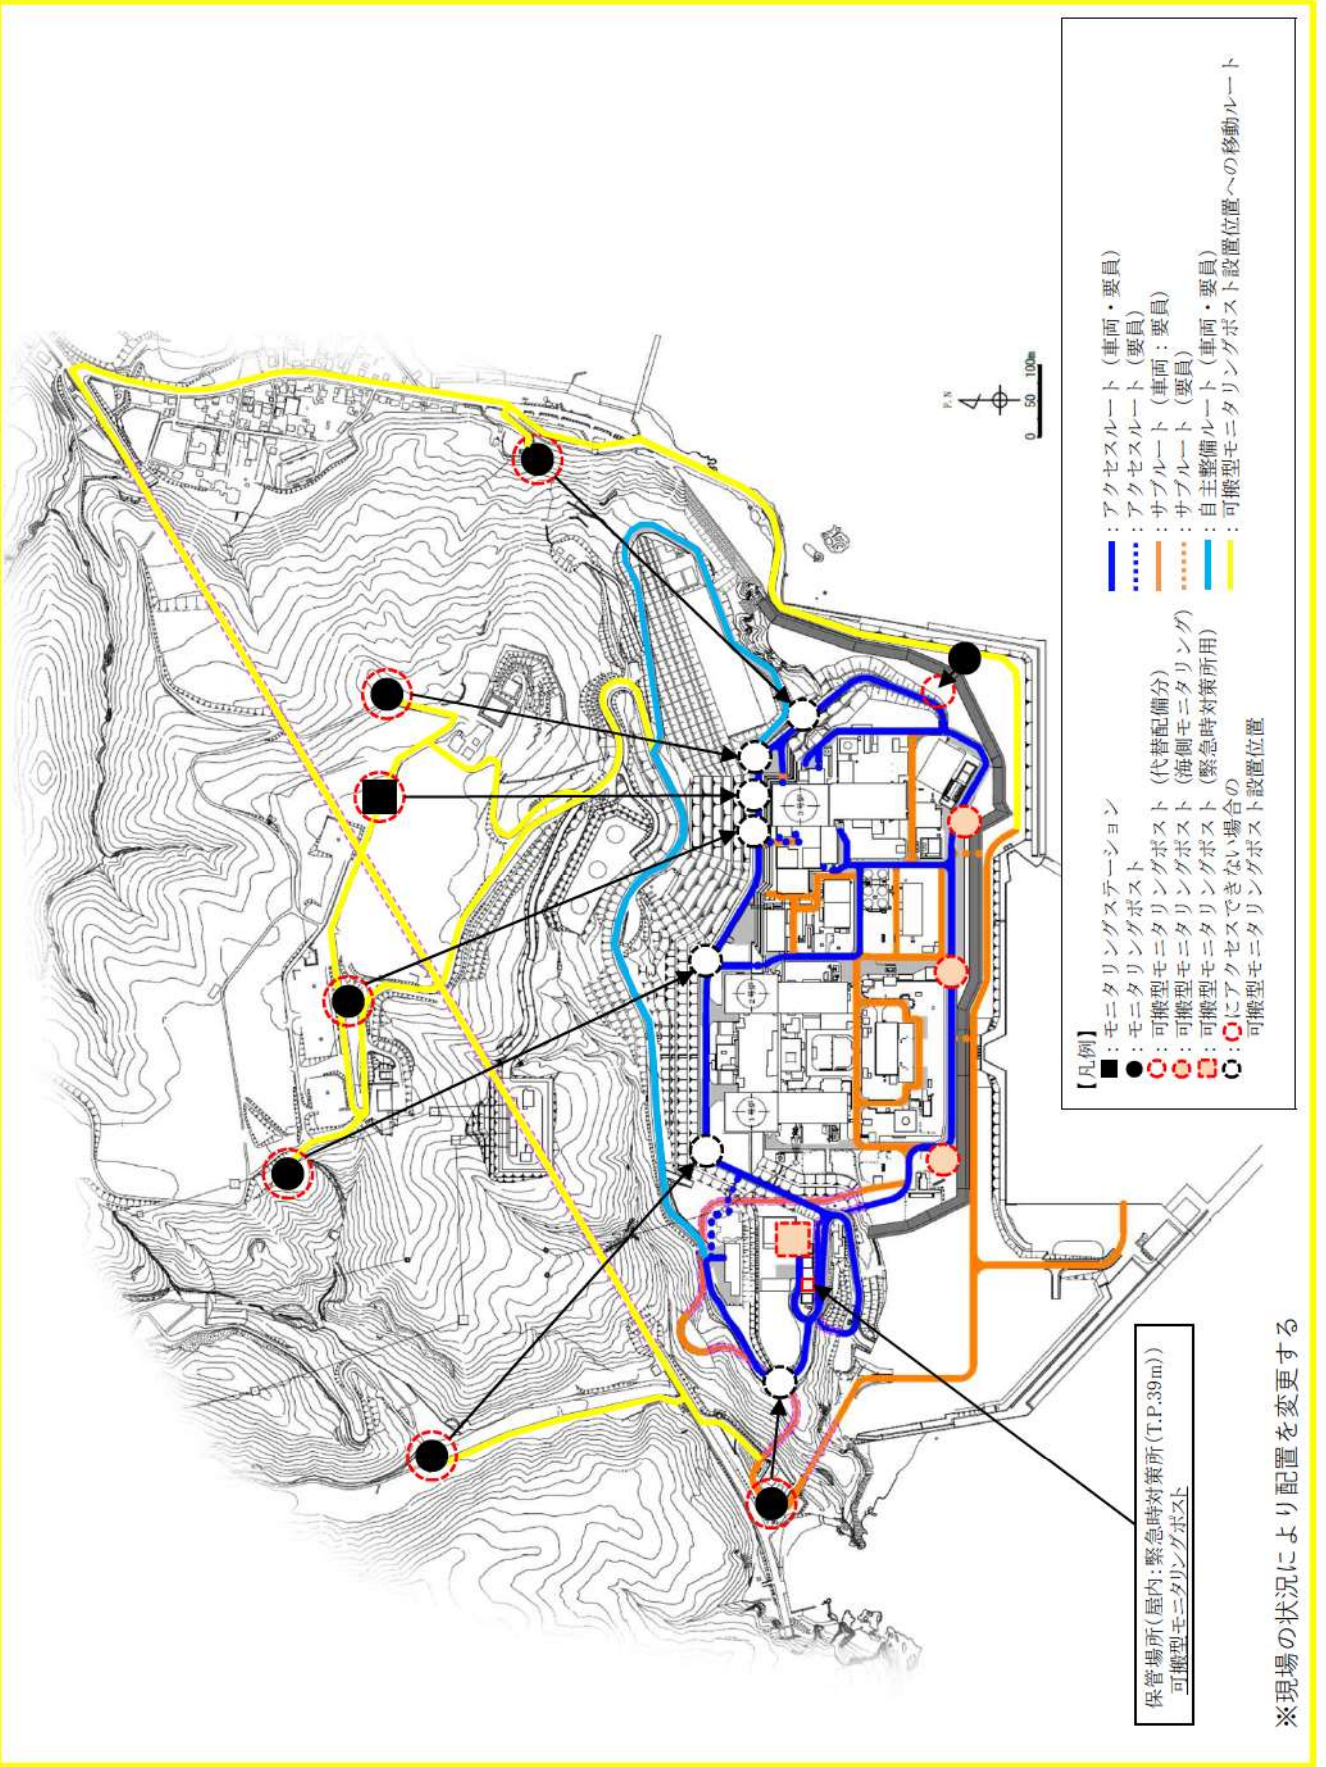 P.N
0 50 100m
3号炉
2号炉
1号炉
【凡例】
■：モニタリングステーション
●：モニタリングポスト
：可搬型モニタリングポスト（代替配備分）
：可搬型モニタリングポスト（海側モニタリング）
：可搬型モニタリングポスト（緊急時対策所用）
：にアクセスできない場合の
可搬型モニタリングポスト設置位置
：アクセスルート（車両・要員）
：アクセスルート（要員）
：サブルート（車両：要員）
：サブルート（要員）
：自主整備ルート（車両・要員）
：可搬型モニタリングポスト設置位置への移動ルート
保管場所（屋内：緊急時対策所（T.P.39m））
可搬型モニタリングポスト
※現場の状況により配置を変更する